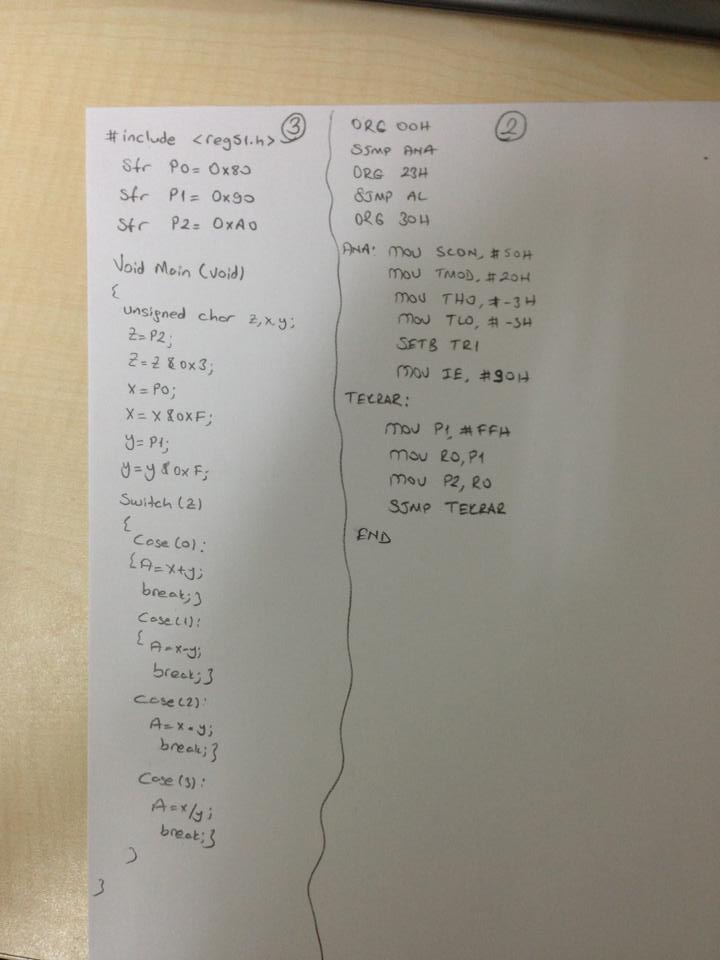 #include <reg51.h> 3
Sfr P0= 0x80
Sfr P1= 0x90
Sfr P2= 0xA0
Void Main (void)
{
unsigned char z,x,y;
Z=P2;
Z=Z&0x3;
X=P0;
X=X&0xF;
y=P1;
y=y&0xF;
Switch(Z)
{
Case(0):
{A=x+y;
break;}
Case(1):
{ A=x-y;
break;}
Case(2):
A=x*y;
break;}
Case(3):
A=x/y;
break;}
}
}
ORG 00H 2
SJMP ANA
ORG 23H
SJMP AL
ORG 30H
ANA: MOV SCON, #50H
MOV TMOD, #20H
MOV TH0, #-3H
MOV TL0, #-3H
SETB TR1
MOV IE, #90H
TEKRAR:
MOV P1, #FFH
MOV R0, P1
MOV P2, R0
SJMP TEKRAR
END